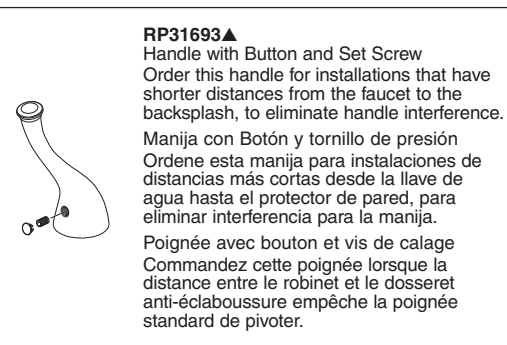 RP31693▲
Handle with Button and Set Screw
Order this handle for installations that have
shorter distances from the faucet to the
backsplash, to eliminate handle interference.
Manija con Botón y tornillo de presión
Ordene esta manija para instalaciones de
distancias más cortas desde la llave de
agua hasta el protector de pared, para
eliminar interferencia para la manija.
Poignée avec bouton et vis de calage
Commandez cette poignée lorsque la
distance entre le robinet et le dosseret
anti-éclaboussure empêche la poignée
standard de pivoter.